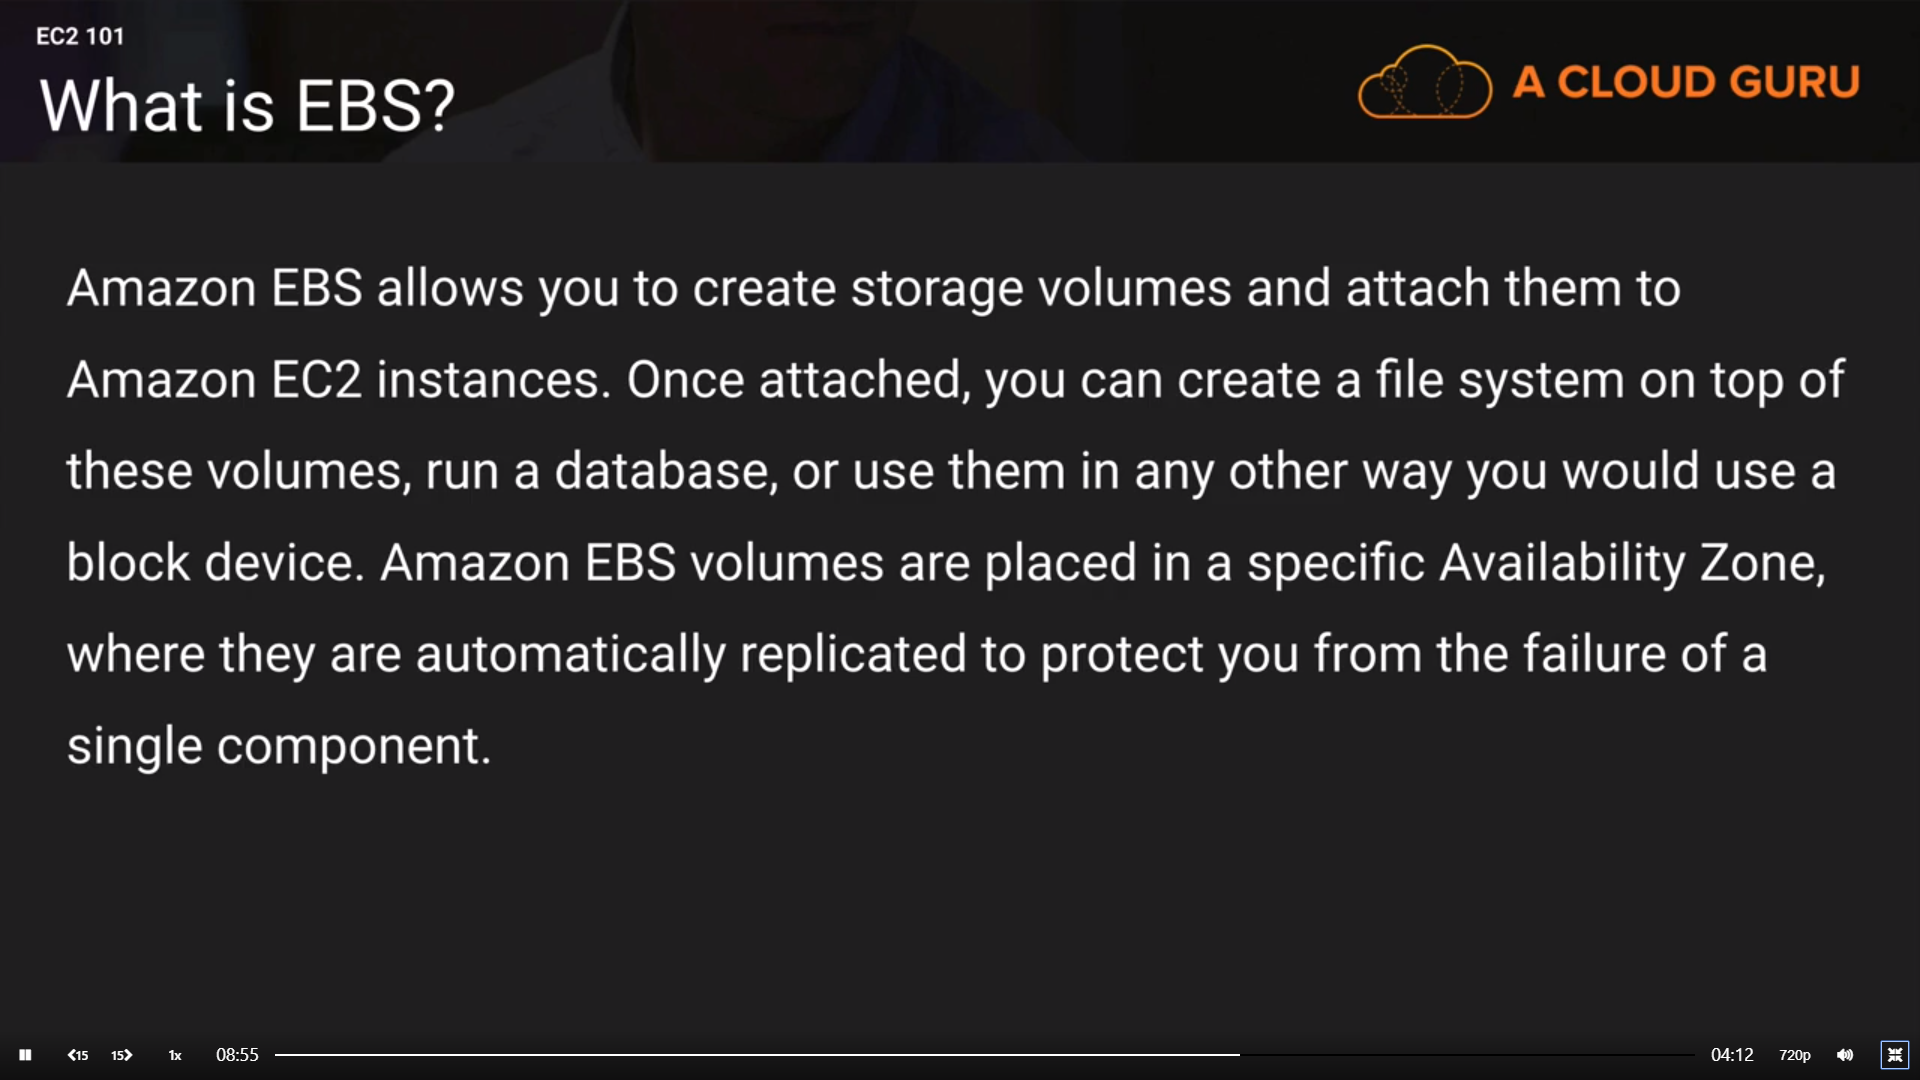 EC2 101
What is EBS?
A CLOUD GURU
Amazon EBS allows you to create storage volumes and attach them to
Amazon EC2 instances. Once attached, you can create a file system on top of
these volumes, run a database, or use them in any other way you would use a
block device. Amazon EBS volumes are placed in a specific Availability Zone,
where they are automatically replicated to protect you from the failure of a
single component.
15 15 1x 08:55 04:12 720p